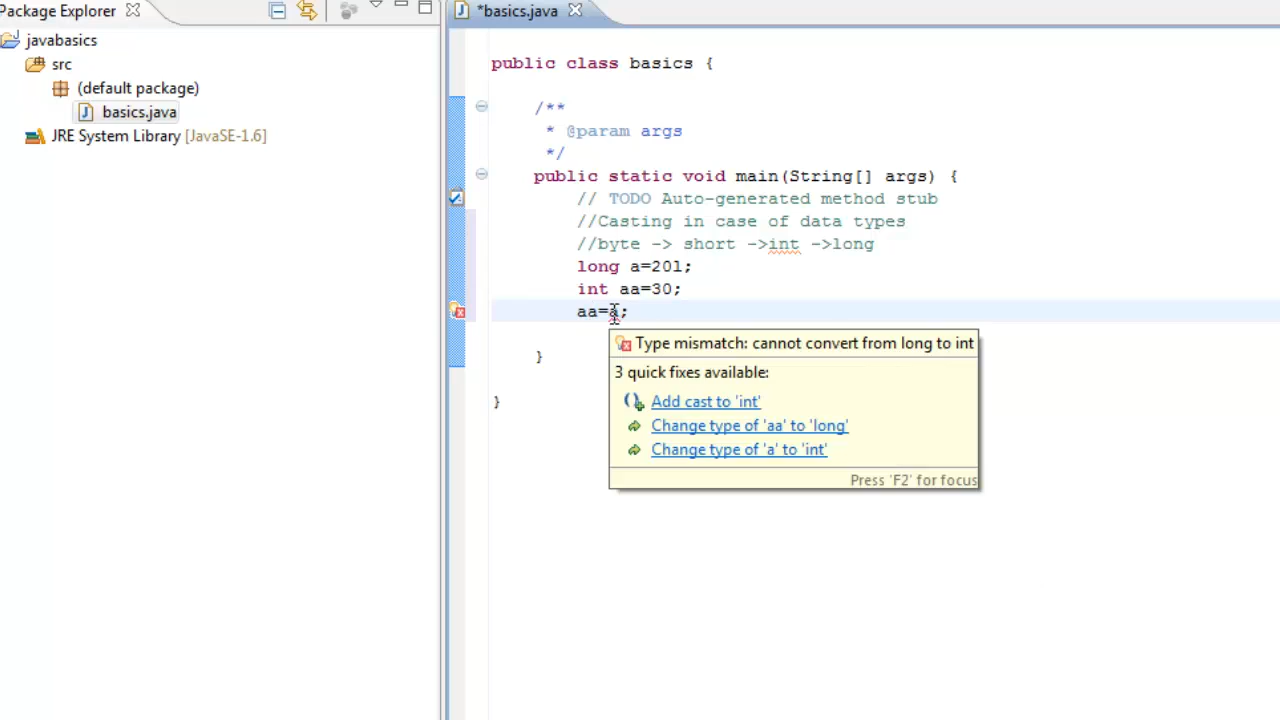 Package Explorer
*basics.java
javabasics
src
(default package)
basics.java
JRE System Library [JavaSE-1.6]
public class basics {
/**
* @param args
*/
public static void main(String[] args) {
// TODO Auto-generated method stub
//Casting in case of data types
//byte -> short ->int ->long
long a=20l;
int aa=30;
aa=a;
}
}
Type mismatch: cannot convert from long to int
3 quick fixes available:
Add cast to 'int'
Change type of 'aa' to 'long'
Change type of 'a' to 'int'
Press 'F2' for focus